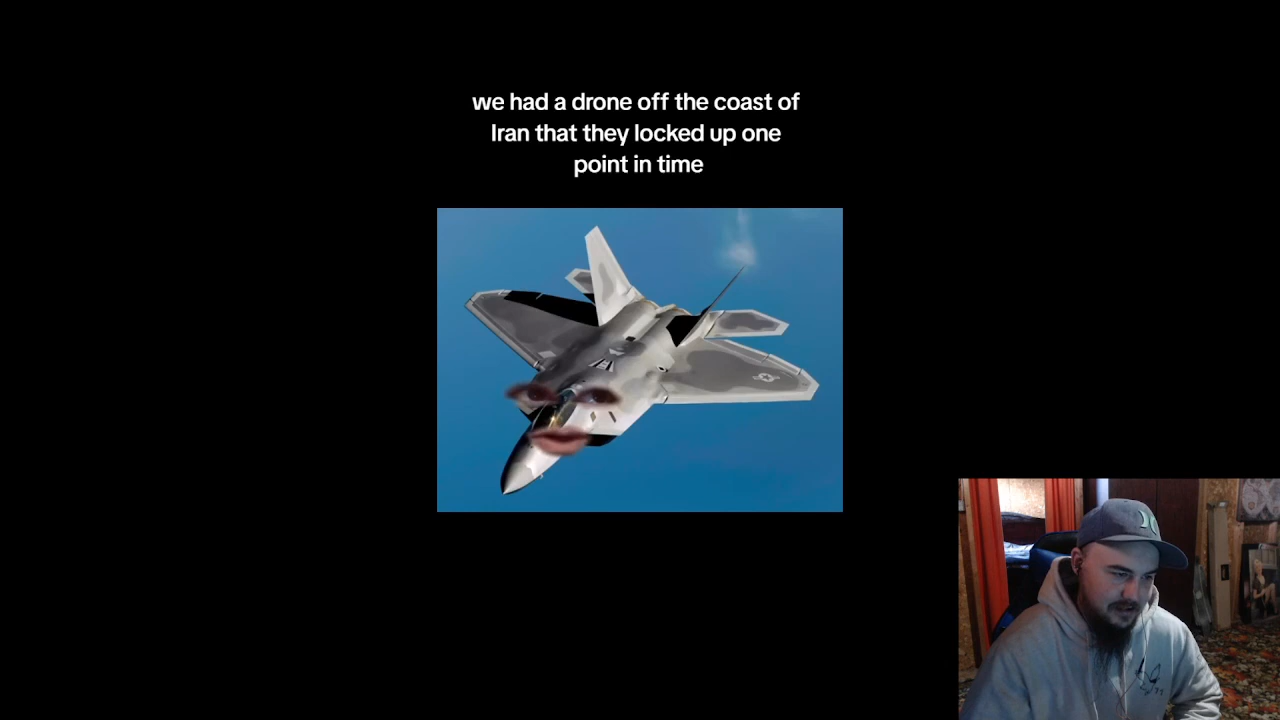 we had a drone off the coast of
Iran that they locked up one
point in time